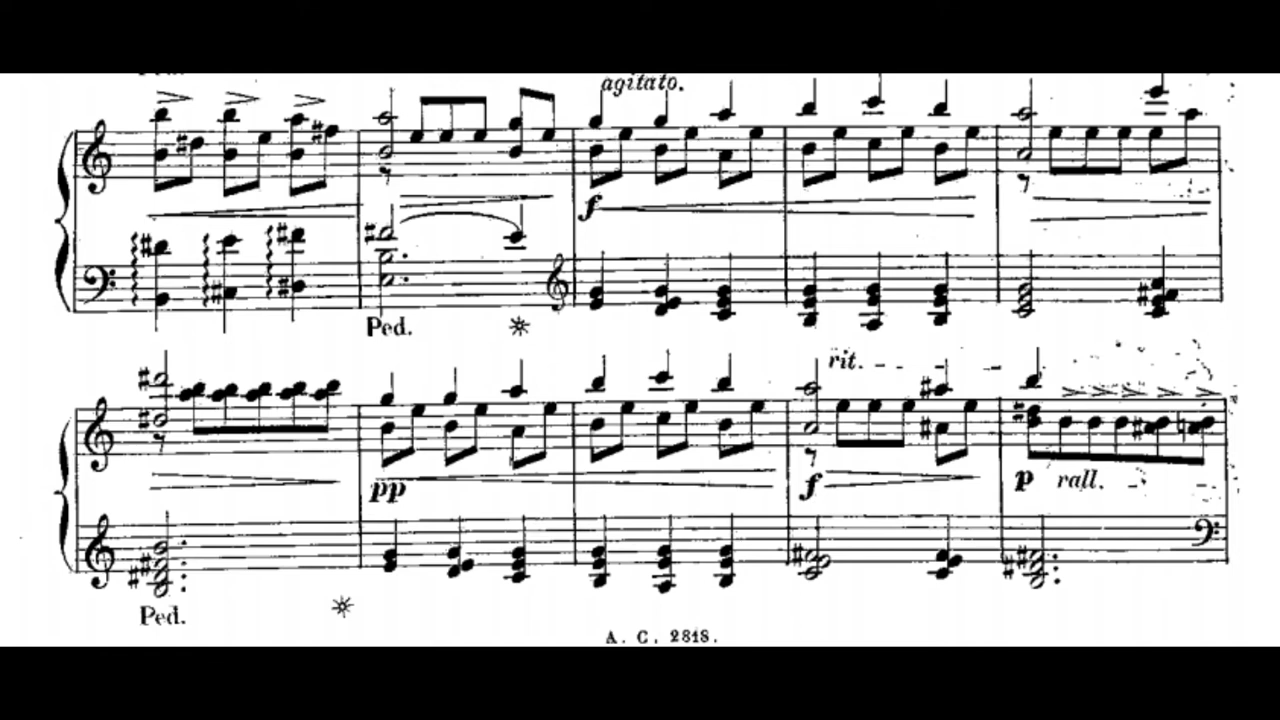 agitato.
f
Ped.
rit.
pp
f
p rall.
Ped.
A. C. 2818.